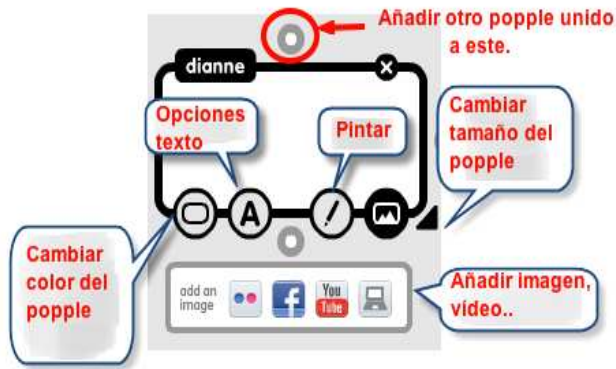 Añadir otro popple unido
a este.
dianne
Opciones
texto
Pintar
Cambiar
tamaño del
popple
A
Cambiar
color del
popple
add an
image
f
You
Tube
Añadir imagen,
vídeo..